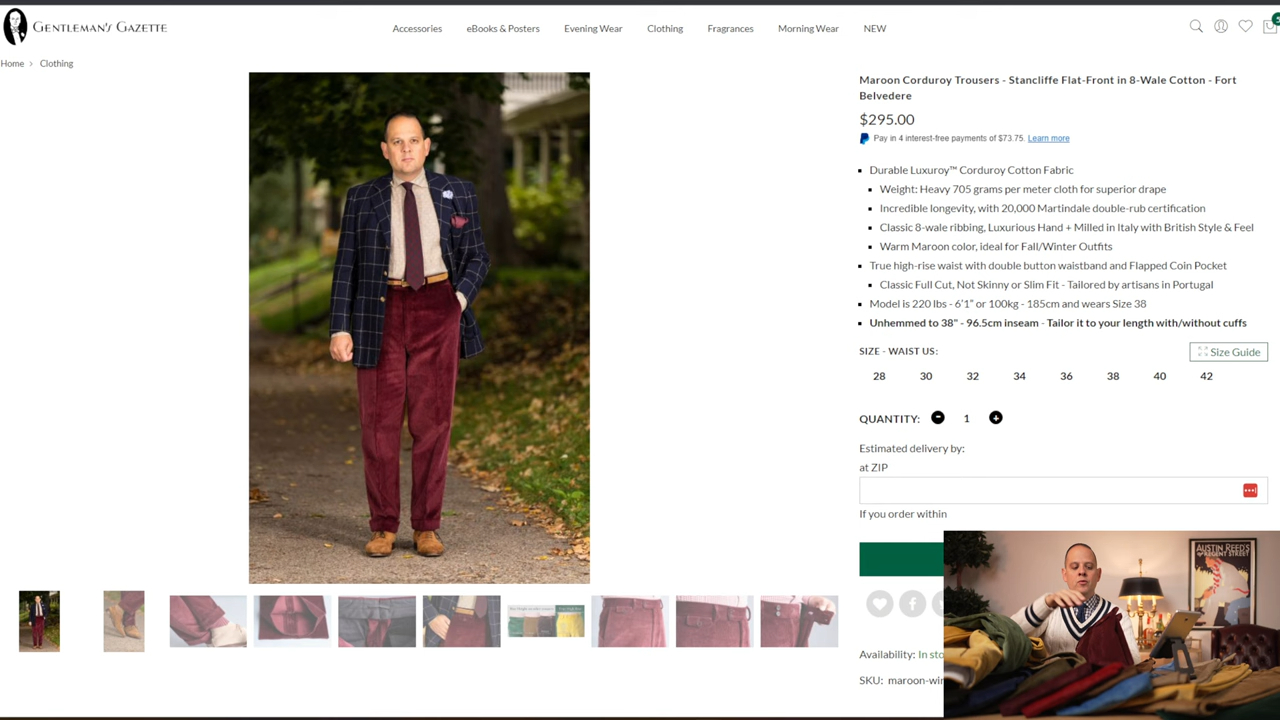 GENTLEMAN'S GAZETTE
Accessories eBooks & Posters Evening Wear Clothing Fragrances Morning Wear NEW
Home > Clothing
Maroon Corduroy Trousers - Stancliffe Flat-Front in 8-Wale Cotton - Fort
Belvedere
$295.00
Pay in 4 interest-free payments of $73.75. Learn more
Durable Luxuroy™ Corduroy Cotton Fabric
Weight: Heavy 705 grams per meter cloth for superior drape
Incredible longevity, with 20,000 Martindale double-rub certification
Classic 8-wale ribbing, Luxurious Hand + Milled in Italy with British Style & Feel
Warm Maroon color, ideal for Fall/Winter Outfits
True high-rise waist with double button waistband and Flapped Coin Pocket
Classic Full Cut, Not Skinny or Slim Fit - Tailored by artisans in Portugal
Model is 220 lbs - 6'1" or 100kg - 185cm and wears Size 38
Unhemmed to 38" - 96.5cm inseam - Tailor it to your length with/without cuffs
SIZE - WAIST US:
Size Guide
28 30 32 34 36 38 40 42
QUANTITY: 1
Estimated delivery by:
at ZIP
If you order within
AUSTIN REED'S
REGENT STREET
Availability: In sto
SKU: maroon-wi